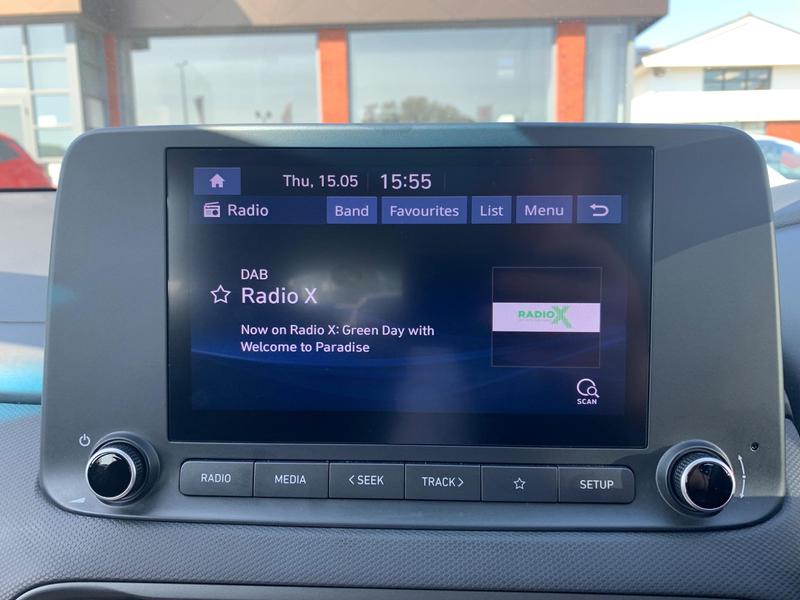 Thu, 15.05 15:55
Radio Band Favourites List Menu
DAB
Radio X
RADIO X
Now on Radio X: Green Day with
Welcome to Paradise
SCAN
RADIO MEDIA < SEEK TRACK > SETUP